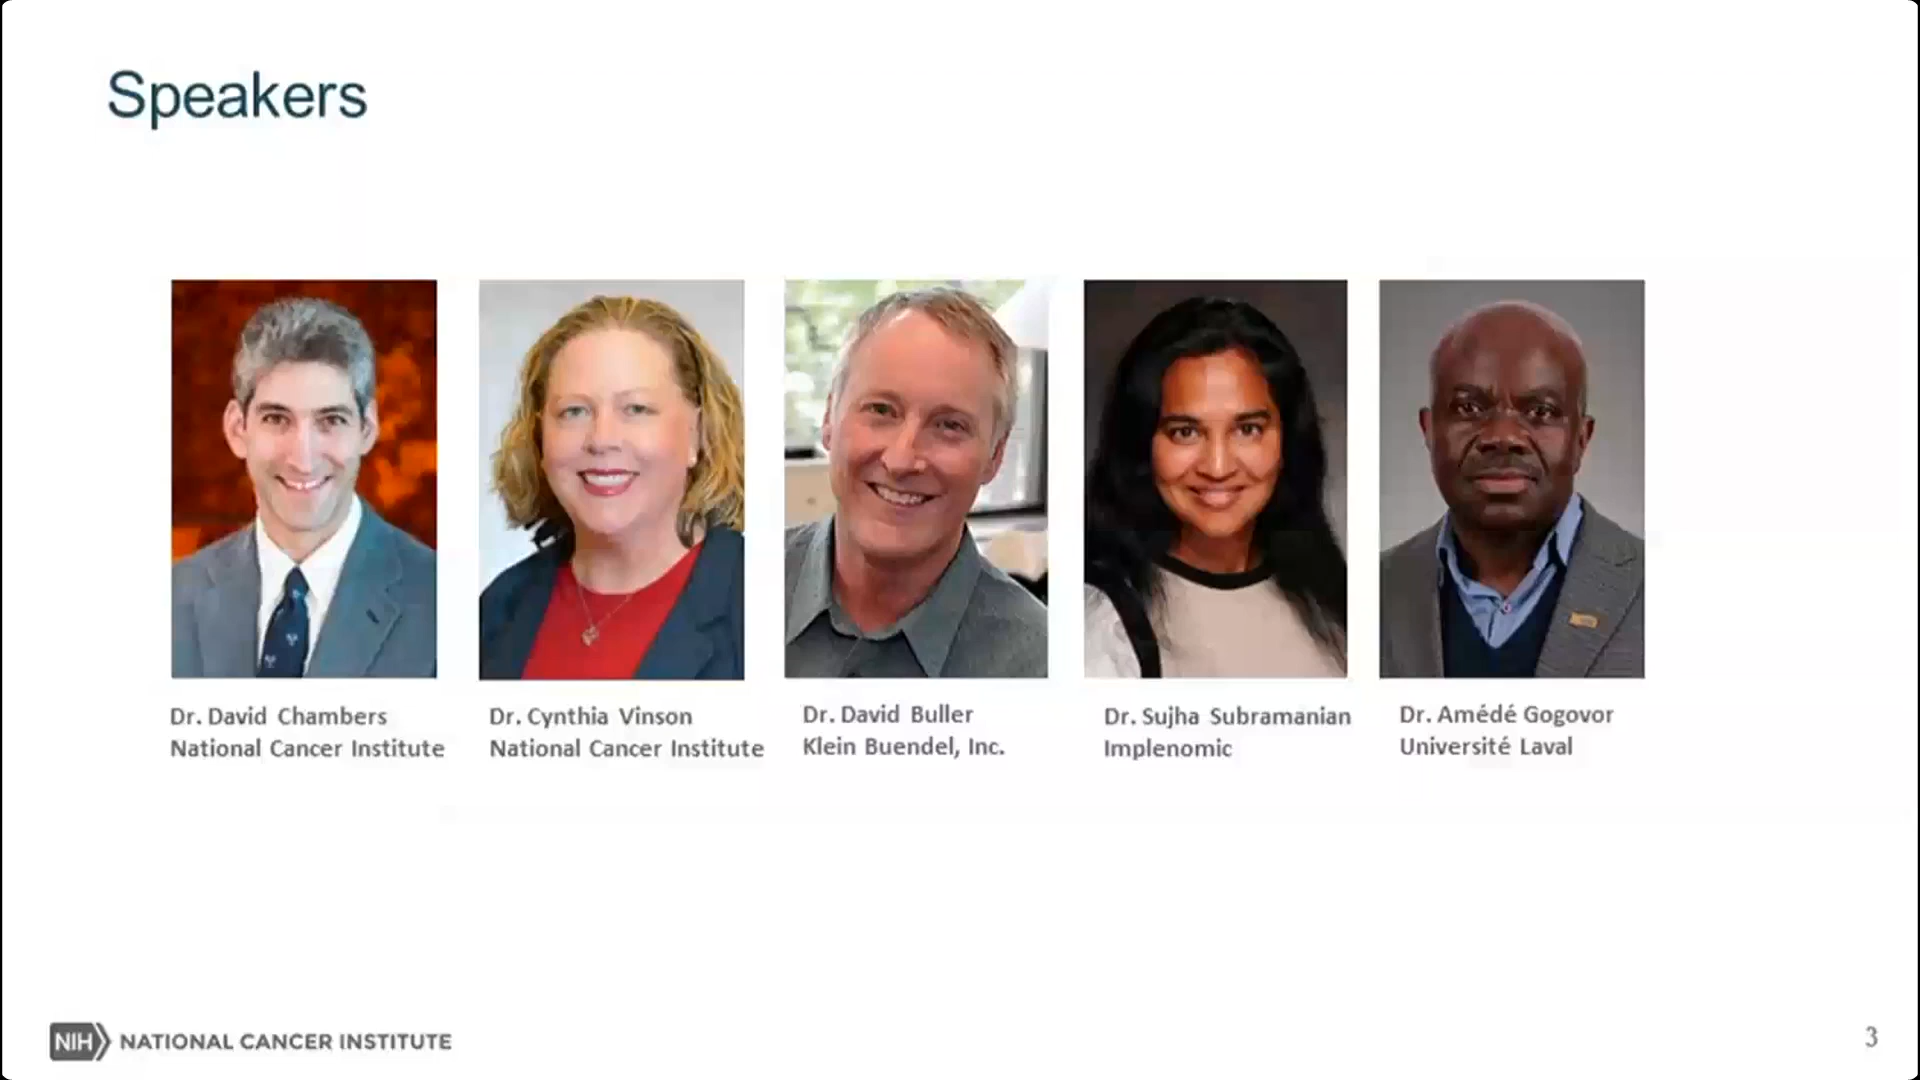 Speakers
Dr. David Chambers
National Cancer Institute
Dr. Cynthia Vinson
National Cancer Institute
Dr. David Buller
Klein Buendel, Inc.
Dr. Sujha Subramanian
Implenomic
Dr. Amédé Gogovor
Université Laval
NIH NATIONAL CANCER INSTITUTE
3